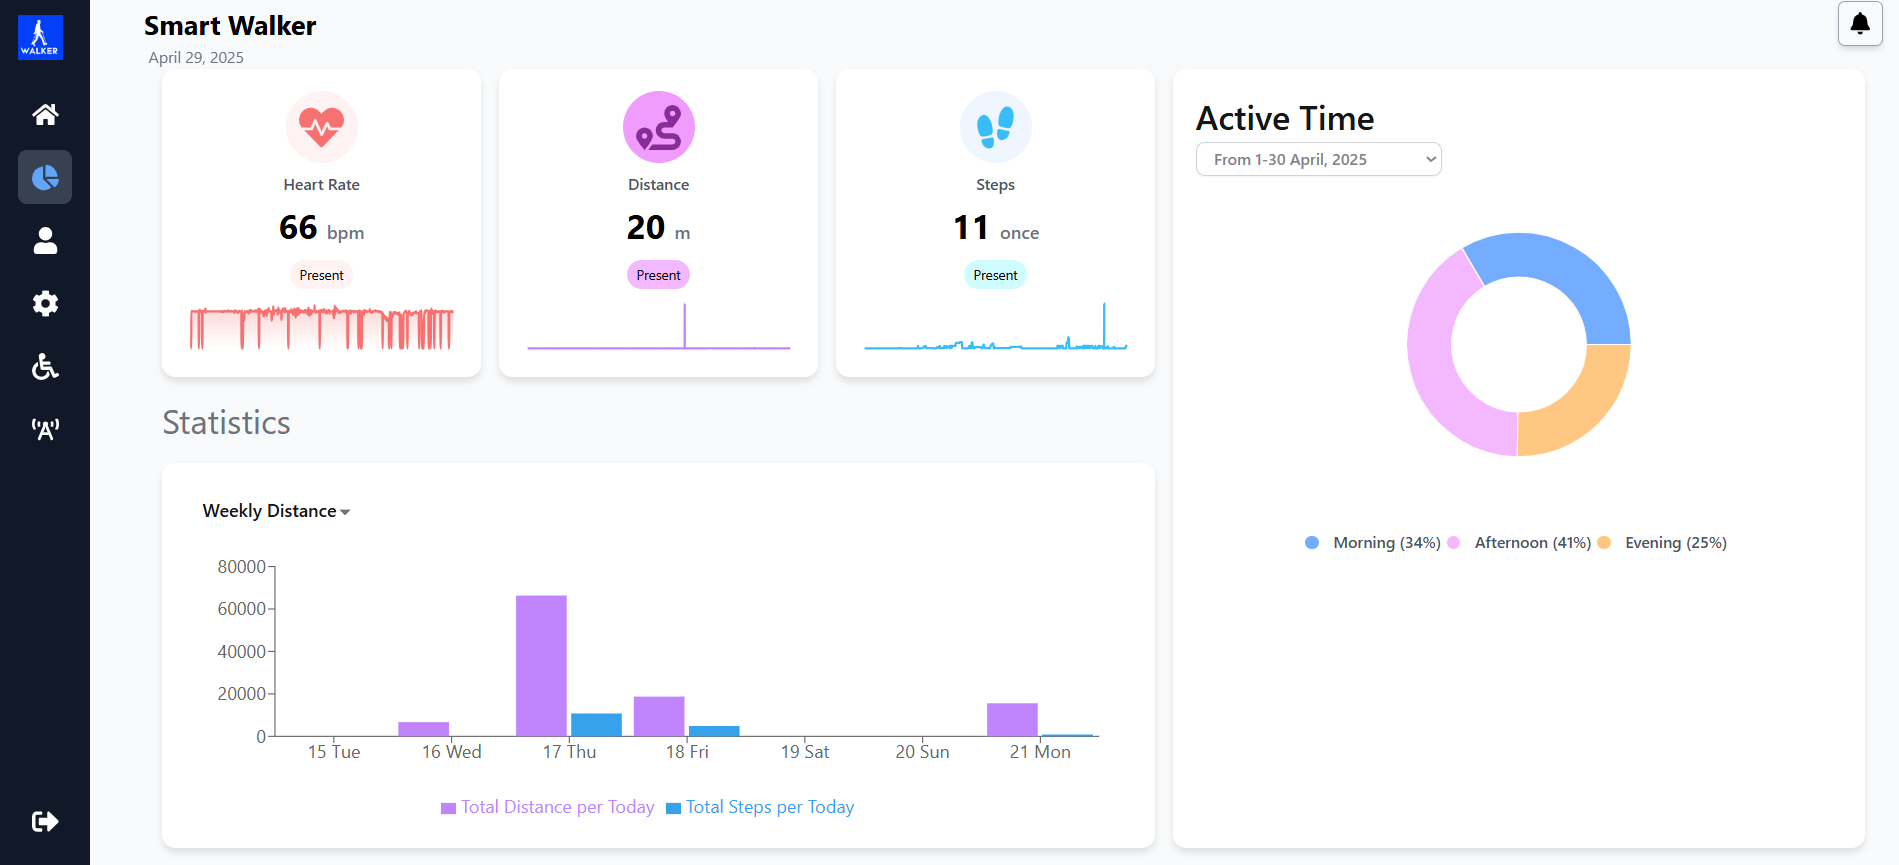 WALKER
Smart Walker
April 29, 2025
Heart Rate
66 bpm
Present
Distance
20 m
Present
Steps
11 once
Present
Active Time
From 1-30 April, 2025
Morning (34%) Afternoon (41%) Evening (25%)
Statistics
Weekly Distance
80000
60000
40000
20000
0
15 Tue 16 Wed 17 Thu 18 Fri 19 Sat 20 Sun 21 Mon
Total Distance per Today Total Steps per Today